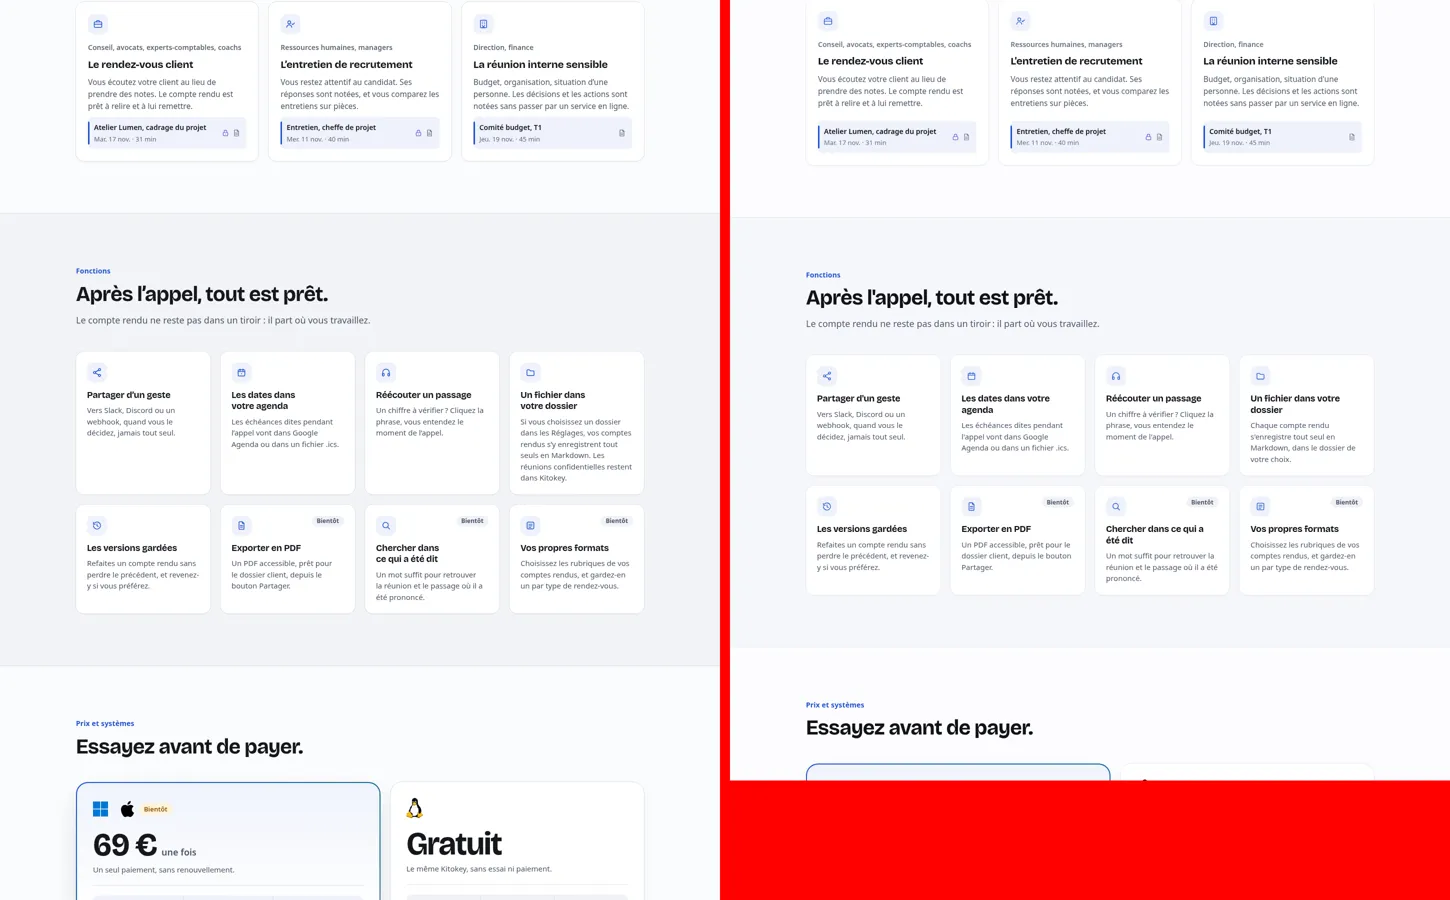 Conseil, avocats, experts-comptables, coachs
Le rendez-vous client
Vous écoutez votre client au lieu de
prendre des notes. Le compte rendu est
prêt à relire et à lui remettre.
Atelier Lumen, cadrage du projet
Mar. 17 nov. · 31 min
Ressources humaines, managers
L'entretien de recrutement
Vous restez attentif au candidat. Ses
réponses sont notées, et vous comparez les
entretiens sur pièces.
Entretien, cheffe de projet
Mer. 11 nov. · 40 min
Direction, finance
La réunion interne sensible
Budget, organisation, situation d'une
personne. Les décisions et les actions sont
notées sans passer par un service en ligne.
Comité budget, T1
Jeu. 19 nov. · 45 min
Fonctions
Après l'appel, tout est prêt.
Le compte rendu ne reste pas dans un tiroir : il part où vous travaillez.
Partager d'un geste
Vers Slack, Discord ou un
webhook, quand vous le
décidez, jamais tout seul.
Les dates dans
votre agenda
Les échéances dites pendant
l'appel vont dans Google
Agenda ou dans un fichier .ics.
Réécouter un passage
Un chiffre à vérifier ? Cliquez la
phrase, vous entendez le
moment de l'appel.
Un fichier dans
votre dossier
Si vous choisissez un dossier
dans les Réglages, vos comptes
rendus s'y enregistrent tout
seuls en Markdown. Les
réunions confidentielles restent
dans Kitokey.
Les versions gardées
Refaites un compte rendu sans
perdre le précédent, et revenez-
y si vous préférez.
Bientôt
Exporter en PDF
Un PDF accessible, prêt pour
le dossier client, depuis le
bouton Partager.
Bientôt
Chercher dans
ce qui a été dit
Un mot suffit pour retrouver
la réunion et le passage où il a
été prononcé.
Bientôt
Vos propres formats
Choisissez les rubriques de vos
comptes rendus, et gardez-en
un par type de rendez-vous.
Prix et systèmes
Essayez avant de payer.
Bientôt
69 € une fois
Un seul paiement, sans renouvellement.
Gratuit
Le même Kitokey, sans essai ni paiement.
Conseil, avocats, experts-comptables, coachs
Le rendez-vous client
Vous écoutez votre client au lieu de
prendre des notes. Le compte rendu est
prêt à relire et à lui remettre.
Atelier Lumen, cadrage du projet
Mar. 17 nov. · 31 min
Ressources humaines, managers
L'entretien de recrutement
Vous restez attentif au candidat. Ses
réponses sont notées, et vous comparez les
entretiens sur pièces.
Entretien, cheffe de projet
Mer. 11 nov. · 40 min
Direction, finance
La réunion interne sensible
Budget, organisation, situation d'une
personne. Les décisions et les actions sont
notées sans passer par un service en ligne.
Comité budget, T1
Jeu. 19 nov. · 45 min
Fonctions
Après l'appel, tout est prêt.
Le compte rendu ne reste pas dans un tiroir : il part où vous travaillez.
Partager d'un geste
Vers Slack, Discord ou un
webhook, quand vous le
décidez, jamais tout seul.
Les dates dans votre
agenda
Les échéances dites pendant
l'appel vont dans Google
Agenda ou dans un fichier .ics.
Réécouter un passage
Un chiffre à vérifier ? Cliquez la
phrase, vous entendez le
moment de l'appel.
Un fichier dans votre
dossier
Chaque compte rendu
s'enregistre tout seul en
Markdown, dans le dossier de
votre choix.
Les versions gardées
Refaites un compte rendu sans
perdre le précédent, et revenez-
y si vous préférez.
Bientôt
Exporter en PDF
Un PDF accessible, prêt pour le
dossier client, depuis le bouton
Partager.
Bientôt
Chercher dans ce qui a
été dit
Un mot suffit pour retrouver la
réunion et le passage où il a été
prononcé.
Bientôt
Vos propres formats
Choisissez les rubriques de vos
comptes rendus, et gardez-en
un par type de rendez-vous.
Prix et systèmes
Essayez avant de payer.